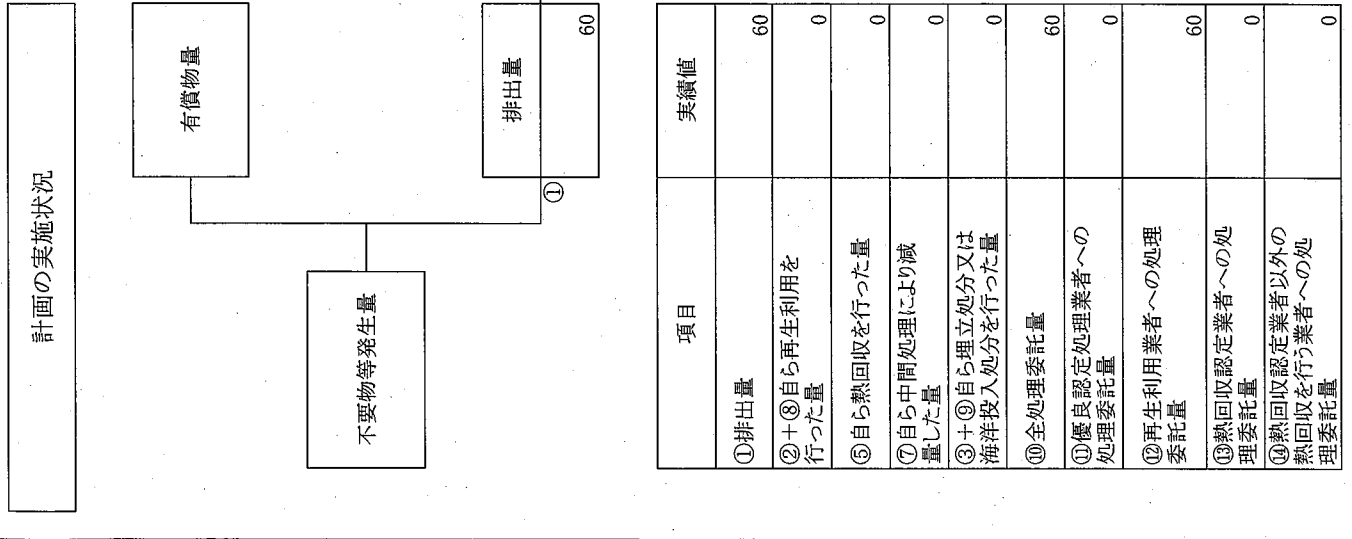 計画の実施状況
有償物量
不要物等発生量
排出量
①
60
項目
実績値
①排出量
60
②+⑧自ら再生利用を
行った量
0
⑤自ら熱回収を行った量
0
⑦自ら中間処理により減
量した量
0
③+⑨自ら埋立処分又は
海洋投入処分を行った量
0
⑩全処理委託量
60
⑪優良認定処理業者への
処理委託量
0
⑫再生利用業者への処理
委託量
60
⑬熱回収認定業者への処
理委託量
0
⑭熱回収認定業者以外の
熱回収を行う業者への処
理委託量
0